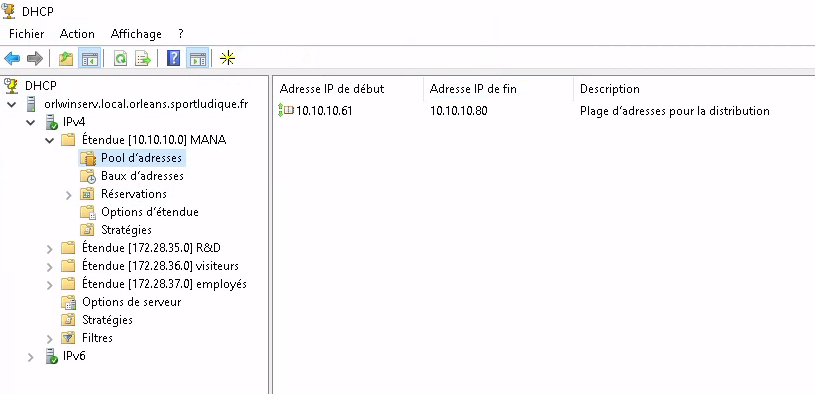 DHCP
Fichier Action Affichage ?
DHCP
orlwinserv.local.orleans.sportludique.fr
IPv4
Étendue [10.10.10.0] MANA
Pool d'adresses
Baux d'adresses
Réservations
Options d'étendue
Stratégies
Étendue [172.28.35.0] R&D
Étendue [172.28.36.0] visiteurs
Étendue [172.28.37.0] employés
Options de serveur
Stratégies
Filtres
IPv6
Adresse IP de début Adresse IP de fin Description
10.10.10.61 10.10.10.80 Plage d'adresses pour la distribution